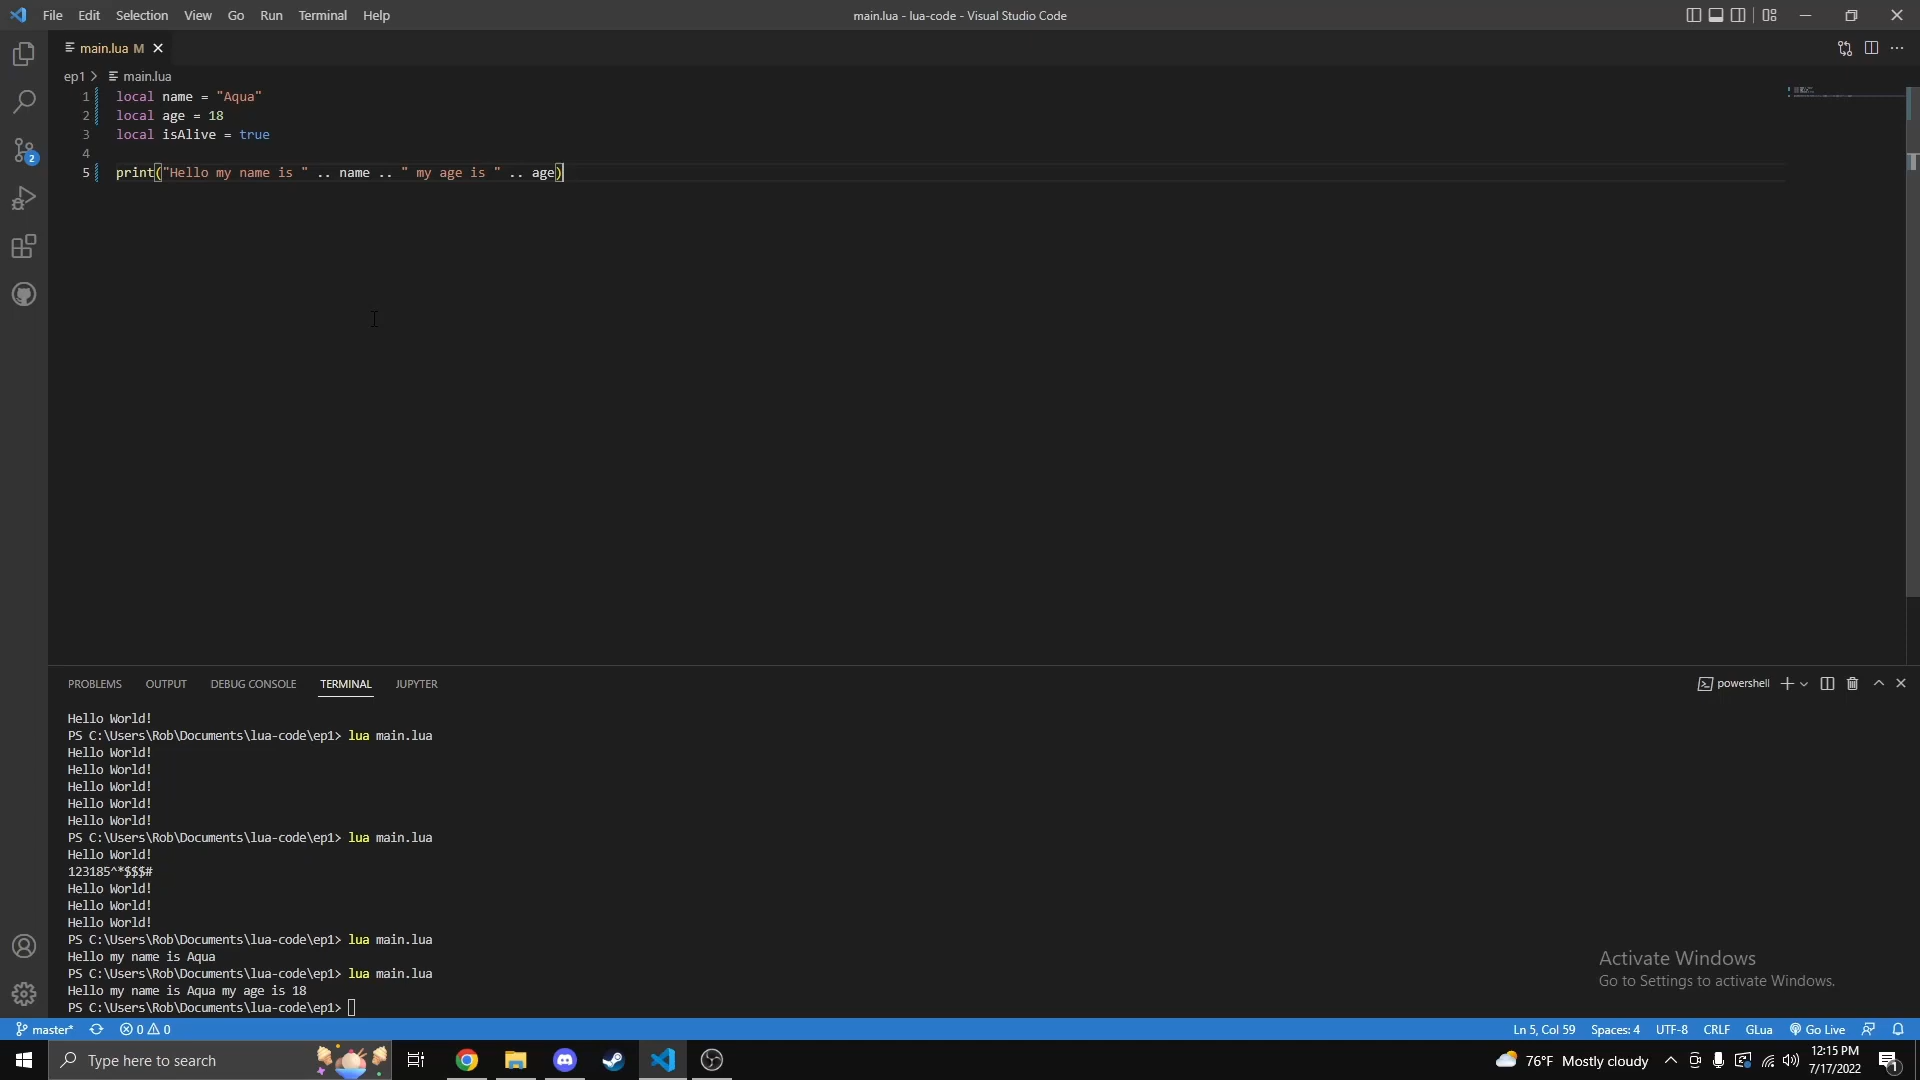 File Edit Selection View Go Run Terminal Help
main.lua - lua-code - Visual Studio Code
main.lua M
ep1 > main.lua
1 local name = "Aqua"
2 local age = 18
3 local isAlive = true
4
5 print("Hello my name is " .. name .. " my age is " .. age)
PROBLEMS OUTPUT DEBUG CONSOLE TERMINAL JUPYTER
powershell
Hello World!
PS C:\Users\Rob\Documents\lua-code\ep1> lua main.lua
Hello World!
Hello World!
Hello World!
Hello World!
Hello World!
PS C:\Users\Rob\Documents\lua-code\ep1> lua main.lua
Hello World!
123185^*$$$#
Hello World!
Hello World!
Hello World!
PS C:\Users\Rob\Documents\lua-code\ep1> lua main.lua
Hello my name is Aqua
PS C:\Users\Rob\Documents\lua-code\ep1> lua main.lua
Hello my name is Aqua my age is 18
PS C:\Users\Rob\Documents\lua-code\ep1>
Activate Windows
Go to Settings to activate Windows.
2
master* 0 0
Ln 5, Col 59 Spaces: 4 UTF-8 CRLF GLua Go Live
Type here to search
76°F Mostly cloudy
12:15 PM
7/17/2022
1